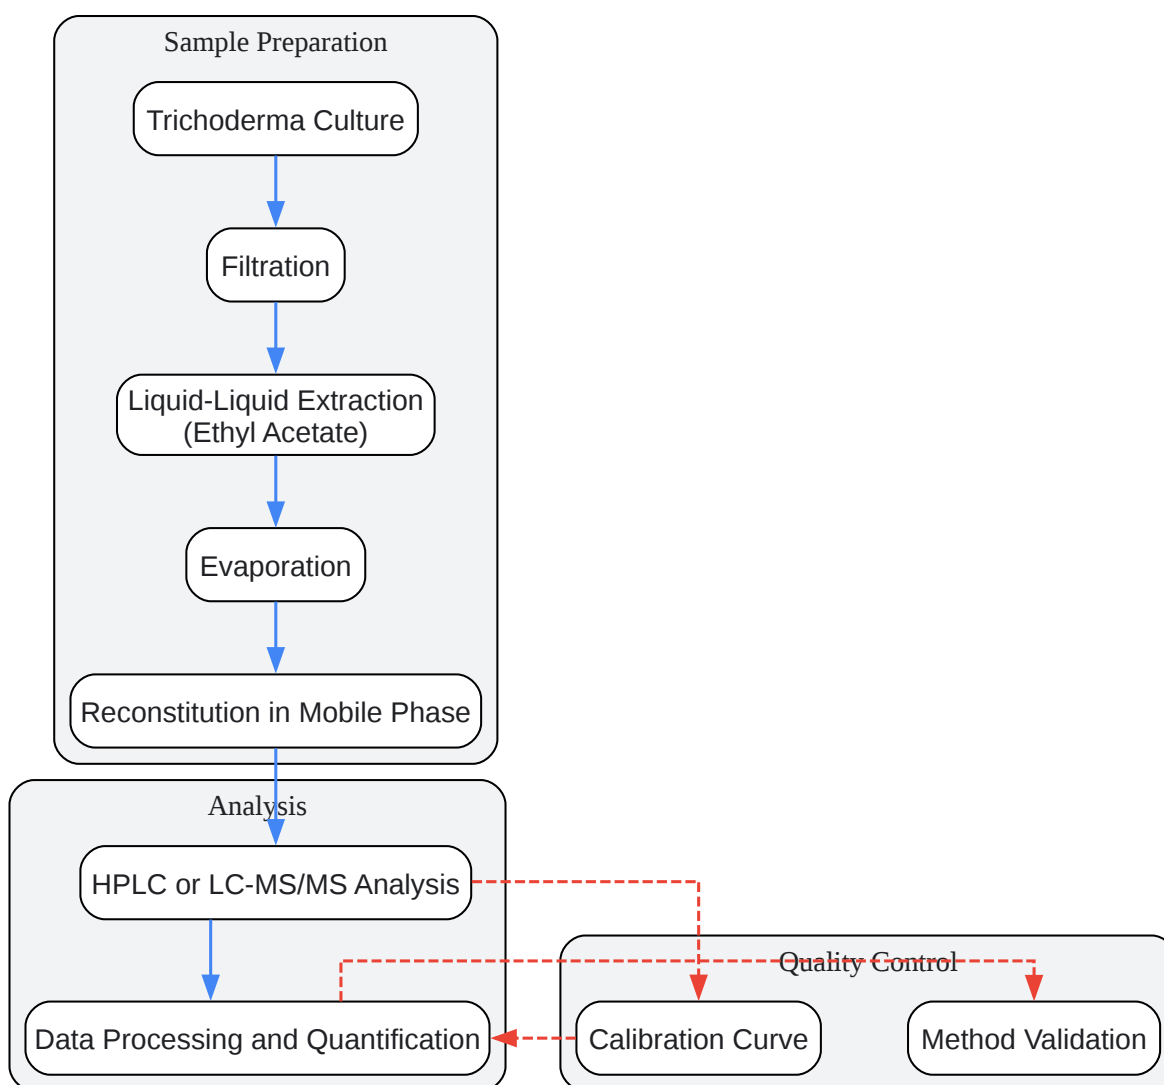 Sample Preparation
Trichoderma Culture
Filtration
Liquid-Liquid Extraction
(Ethyl Acetate)
Evaporation
Reconstitution in Mobile Phase
Analysis
HPLC or LC-MS/MS Analysis
Data Processing and Quantification
Quality Control
Calibration Curve
Method Validation